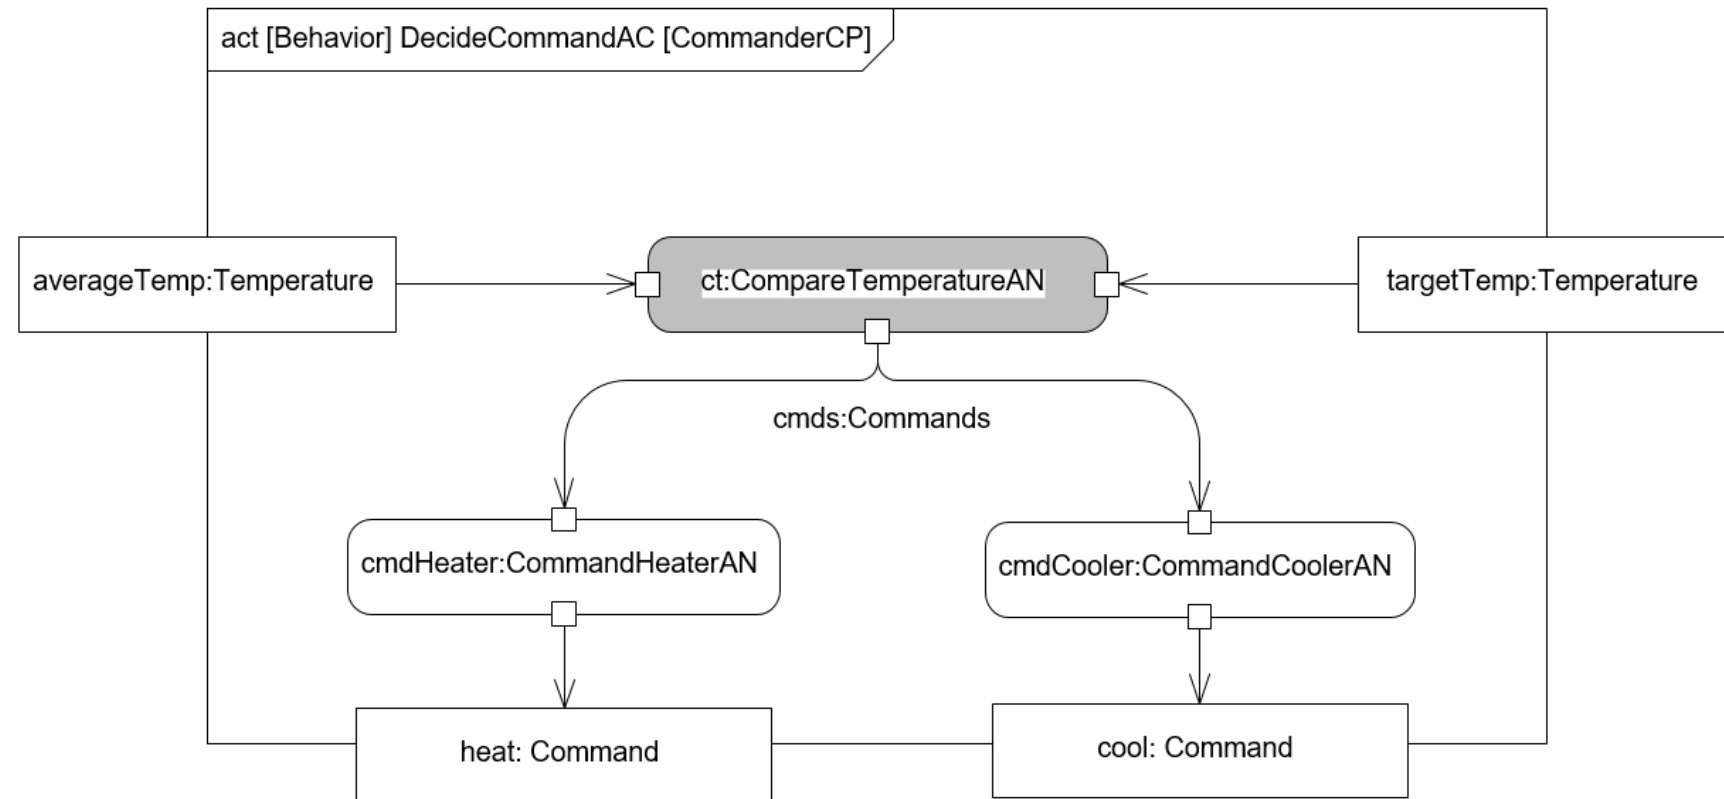 act [Behavior] DecideCommandAC [CommanderCP]
averageTemp:Temperature
ct:CompareTemperatureAN
targetTemp:Temperature
cmds:Commands
cmdHeater:CommandHeaterAN
cmdCooler:CommandCoolerAN
heat: Command
cool: Command